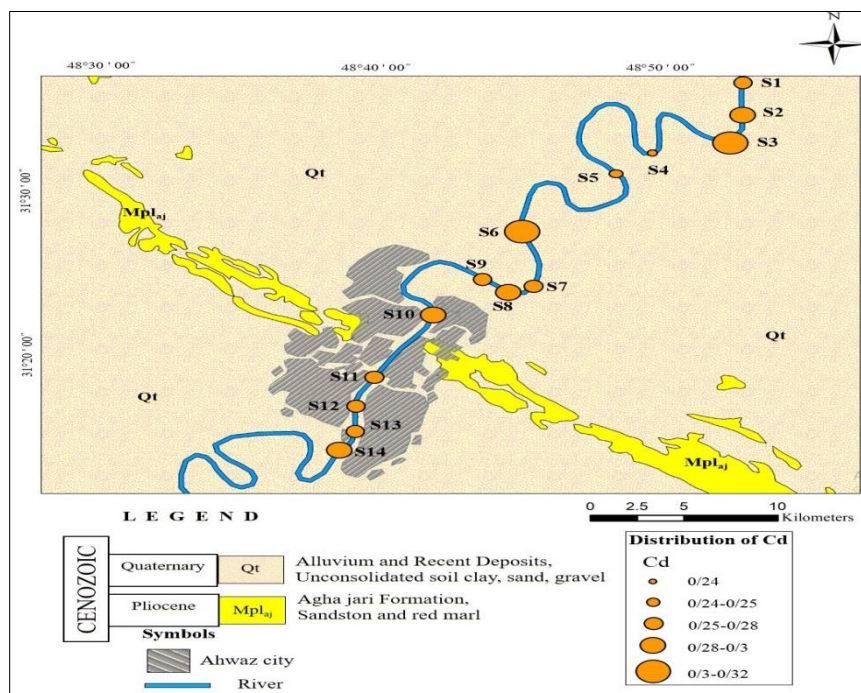 N
48°30'00"
48°40'00"
48°50'00"
S1
S2
S3
S4
S5
Qt
31°30'00"
Mplaj
S6
S9
S7
S8
S10
Qt
31°20'00"
S11
Qt
S12
S13
S14
Mplaj
LEGEND
0 2.5 5 10
Kilometers
CENOZOIC
Quaternary
Qt
Alluvium and Recent Deposits,
Unconsolidated soil clay, sand, gravel
Pliocene
Mplaj
Agha jari Formation,
Sandston and red marl
Symbols
Ahwaz city
River
Distribution of Cd
Cd
0/24
0/24-0/25
0/25-0/28
0/28-0/3
0/3-0/32